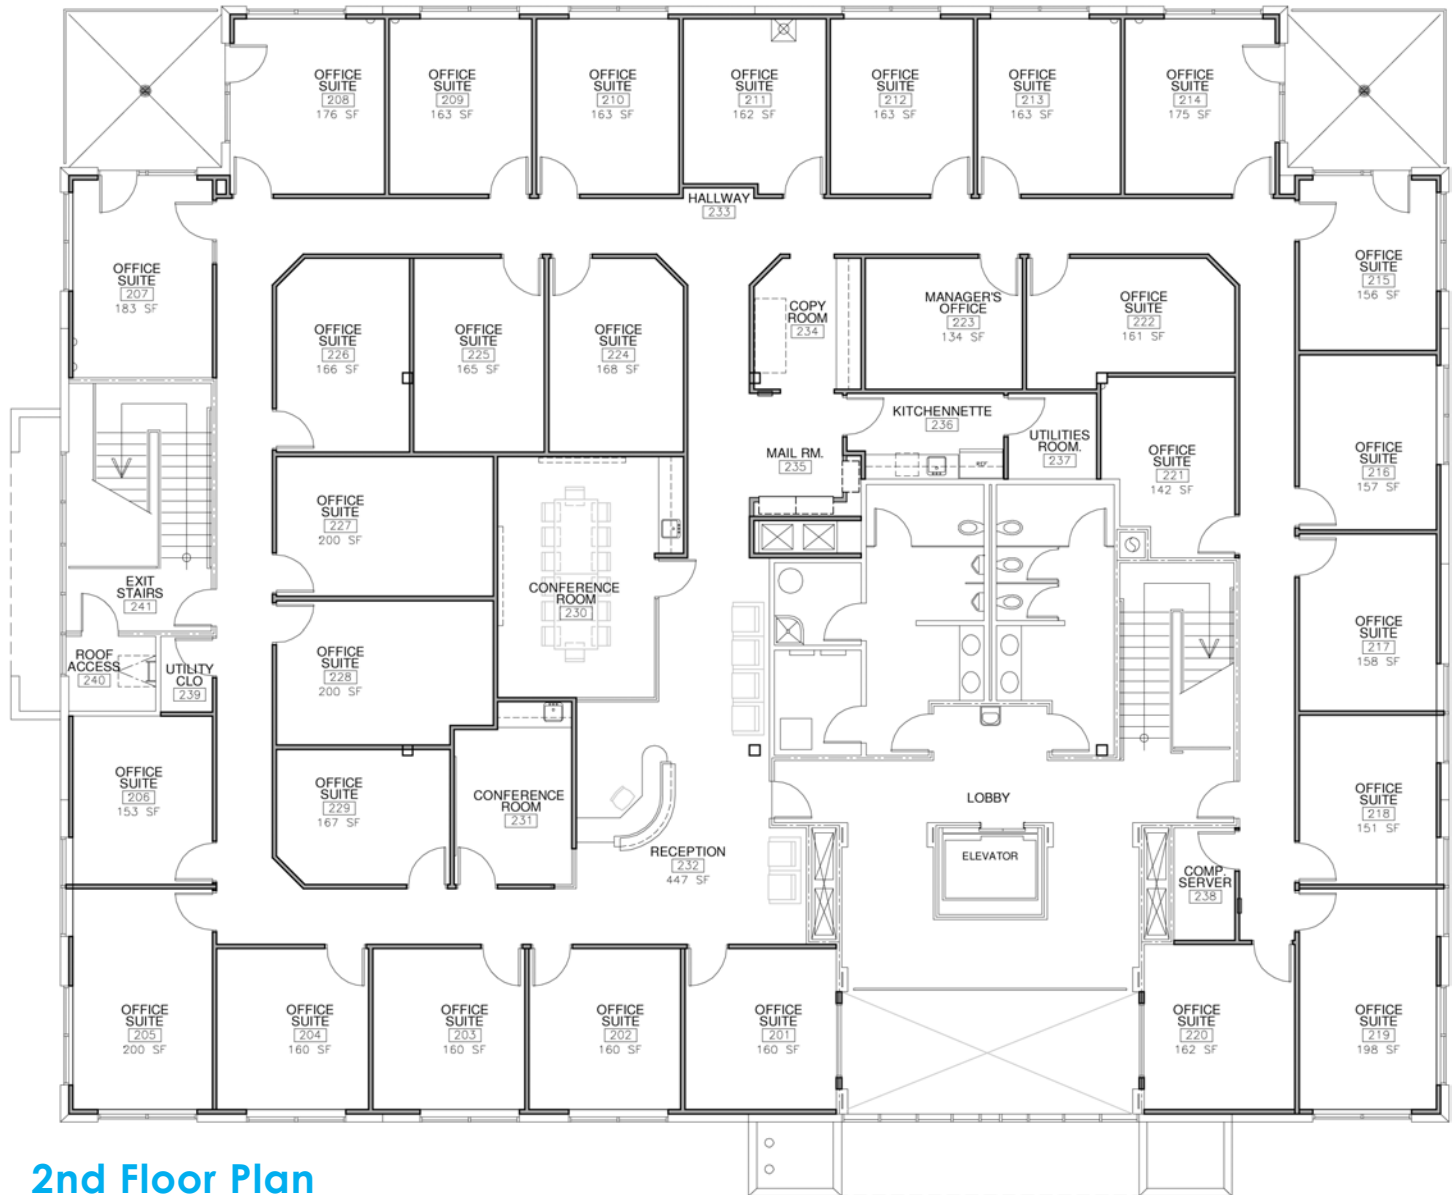 OFFICE
SUITE
208
176 SF
OFFICE
SUITE
209
163 SF
OFFICE
SUITE
210
163 SF
OFFICE
SUITE
211
162 SF
OFFICE
SUITE
212
163 SF
OFFICE
SUITE
213
163 SF
OFFICE
SUITE
214
175 SF
HALLWAY
233
OFFICE
SUITE
207
183 SF
OFFICE
SUITE
226
166 SF
OFFICE
SUITE
225
165 SF
OFFICE
SUITE
224
168 SF
COPY
ROOM
234
MANAGER'S
OFFICE
223
134 SF
OFFICE
SUITE
222
161 SF
OFFICE
SUITE
215
156 SF
KITCHENNETTE
236
UTILITIES
ROOM.
237
MAIL RM.
235
REF
OFFICE
SUITE
221
142 SF
OFFICE
SUITE
216
157 SF
OFFICE
SUITE
227
200 SF
EXIT
STAIRS
241
CONFERENCE
ROOM
230
OFFICE
SUITE
217
158 SF
ROOF
ACCESS
240
UTILITY
CLO
239
OFFICE
SUITE
228
200 SF
OFFICE
SUITE
206
153 SF
OFFICE
SUITE
229
167 SF
CONFERENCE
ROOM
231
RECEPTION
232
447 SF
LOBBY
ELEVATOR
COMP.
SERVER
238
OFFICE
SUITE
218
151 SF
OFFICE
SUITE
205
200 SF
OFFICE
SUITE
204
160 SF
OFFICE
SUITE
203
160 SF
OFFICE
SUITE
202
160 SF
OFFICE
SUITE
201
160 SF
OFFICE
SUITE
220
162 SF
OFFICE
SUITE
219
198 SF
2nd Floor Plan